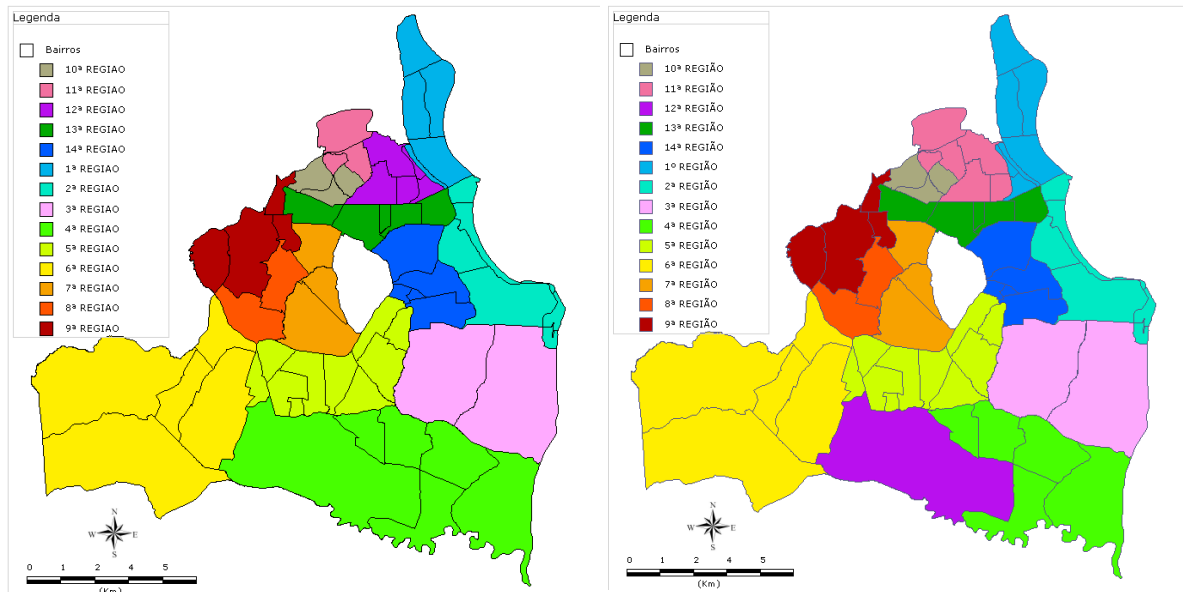 Legenda
Bairros
10ª REGIAO
11ª REGIAO
12ª REGIAO
13ª REGIAO
14ª REGIAO
1ª REGIAO
2ª REGIAO
3ª REGIAO
4ª REGIAO
5ª REGIAO
6ª REGIAO
7ª REGIAO
8ª REGIAO
9ª REGIAO
N
W E
S
0 1 2 3 4 5
(Km)
Legenda
Bairros
10ª REGIÃO
11ª REGIÃO
12ª REGIÃO
13ª REGIÃO
14ª REGIÃO
1º REGIÃO
2ª REGIÃO
3ª REGIÃO
4ª REGIÃO
5ª REGIÃO
6ª REGIÃO
7ª REGIÃO
8ª REGIÃO
9ª REGIÃO
N
W E
S
0 1 2 3 4 5
(Km)